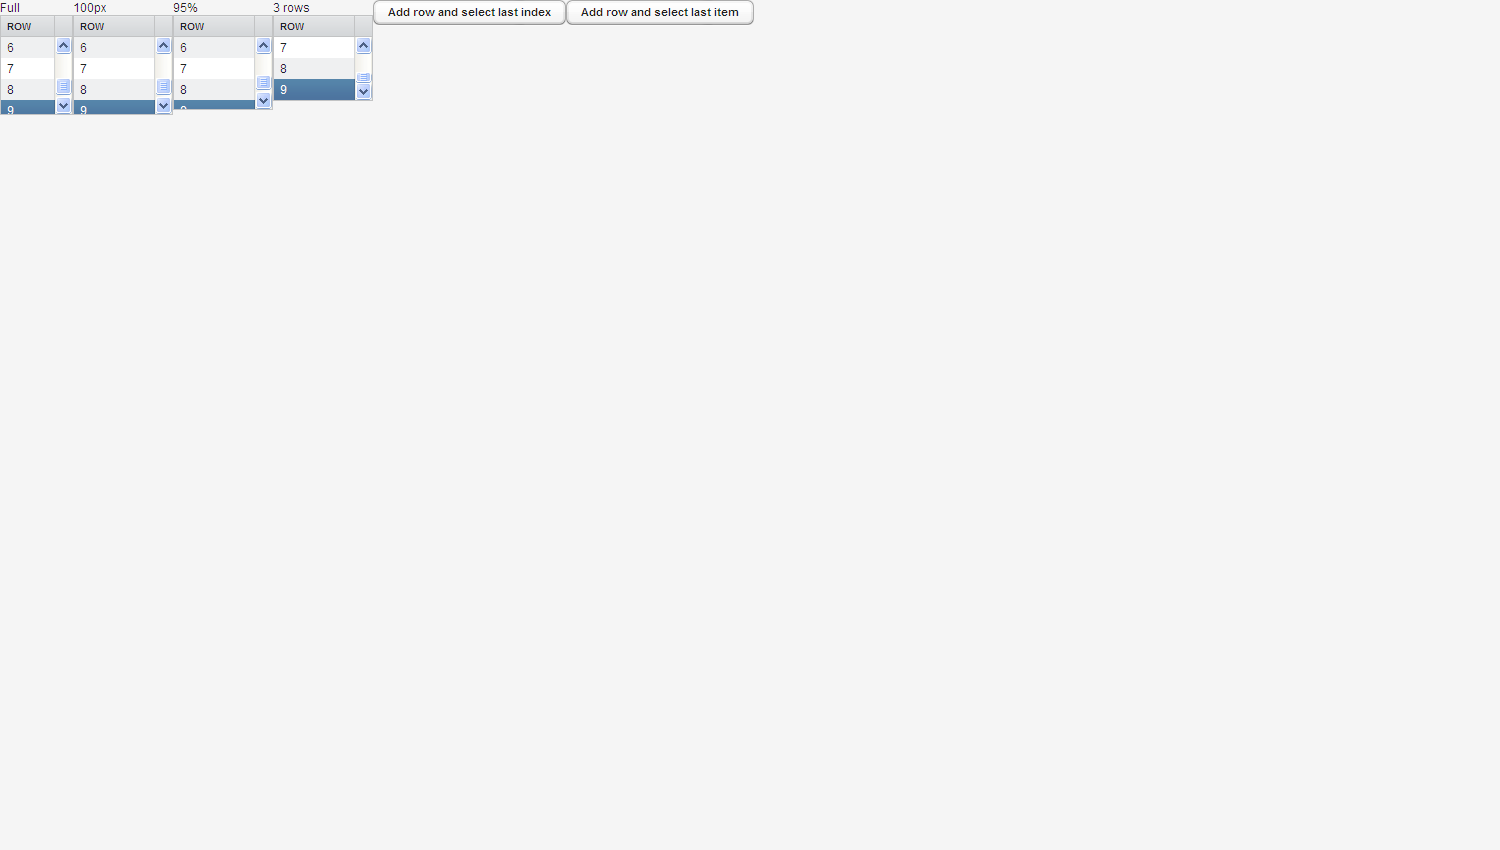 Full 100px 95% 3 rows Add row and select last index Add row and select last item
ROW ROW ROW ROW
6 6 6 7
7 7 7 8
8 8 8 9
9 9 9